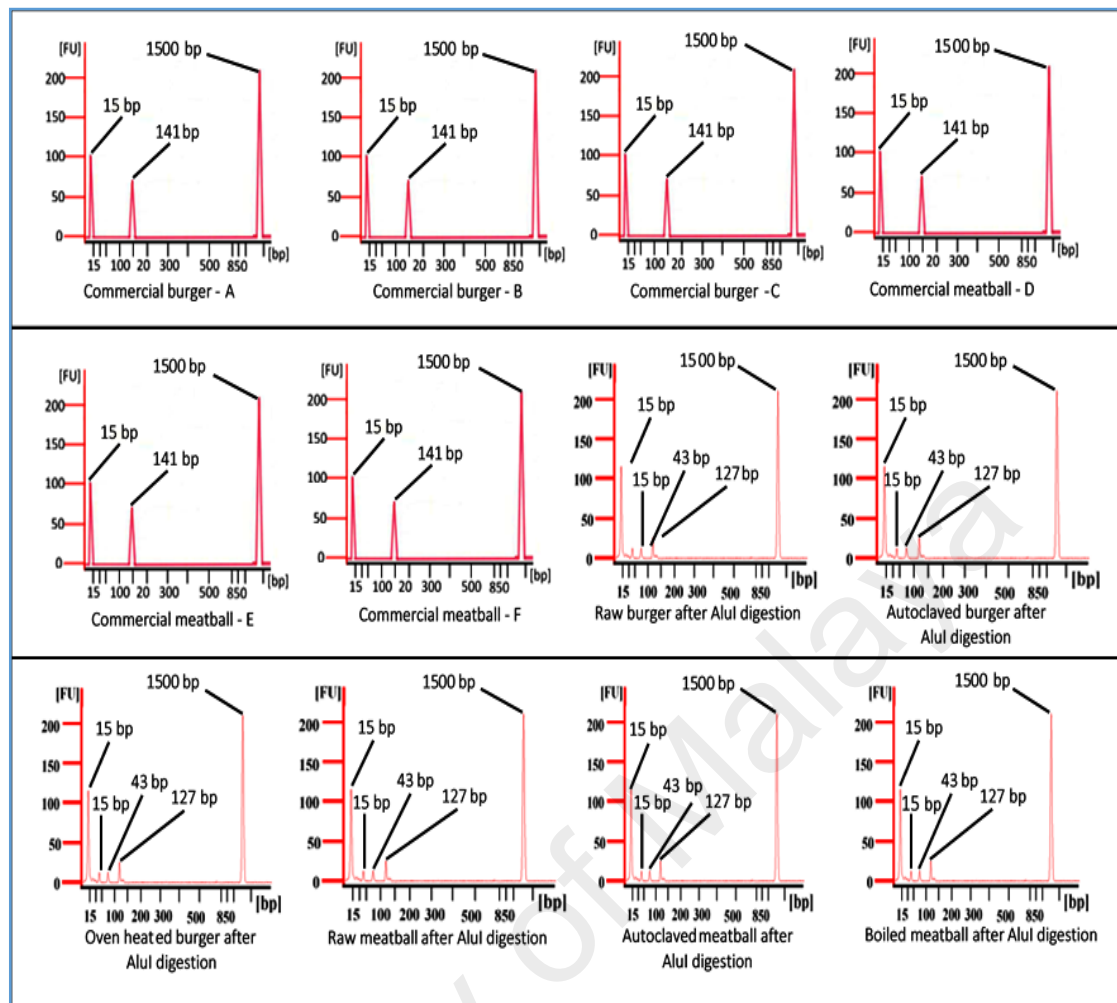 1500 bp
[FU]
200
15 bp
150
141 bp
100
50
0
[bp]
15 100 20 300 500 850
Commercial burger - A
1500 bp
[FU]
200
15 bp
150
141 bp
100
50
0
[bp]
15 100 20 300 500 850
Commercial burger - B
1500 bp
[FU]
200
15 bp
150
141 bp
100
50
0
[bp]
15 100 20 300 500 850
Commercial burger -C
1500 bp
[FU]
200
15 bp
150
141 bp
100
50
0
[bp]
15 100 20 300 500 850
Commercial meatball - D
1500 bp
[FU]
200
15 bp
150
141 bp
100
50
0
[bp]
15 100 20 300 500 850
Commercial meatball - E
1500 bp
[FU]
200
15 bp
150
141 bp
100
50
0
[bp]
15 100 20 300 500 850
Commercial meatball - F
1500 bp
[FU]
200
15 bp
150
43 bp
15 bp
127 bp
100
50
0
[bp]
15 100 200 300 500 850
Raw burger after AluI digestion
1500 bp
[FU]
200
15 bp
150
43 bp
15 bp
127 bp
100
50
0
[bp]
15 100 200 300 500 850
Autoclaved burger after
AluI digestion
1500 bp
[FU]
200
15 bp
150
43 bp
15 bp
127 bp
100
50
0
[bp]
15 100 200 300 500 850
Oven heated burger after
AluI digestion
1500 bp
[FU]
200
15 bp
150
43 bp
15 bp
127 bp
100
50
0
[bp]
15 100 200 300 500 850
Raw meatball after AluI digestion
1500 bp
[FU]
200
15 bp
150
43 bp
15 bp
127 bp
100
50
0
[bp]
15 100 200 300 500 850
Autoclaved meatball after
AluI digestion
1500 bp
[FU]
200
15 bp
150
43 bp
15 bp
127 bp
100
50
0
[bp]
15 100 200 300 500 850
Boiled meatball after AluI digestion
y of Malaya